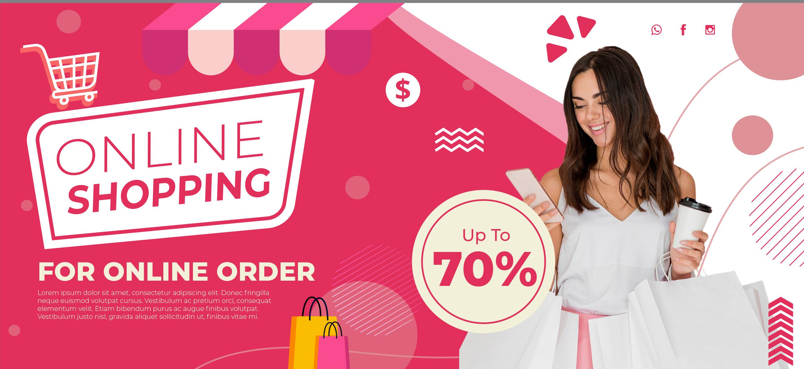 ONLINE
SHOPPING
FOR ONLINE ORDER
Lorem ipsum dolor sit amet, consectetur adipiscing elit. Donec fringilla
neque euismod volutpat cursus. Vestibulum ac pretium orci, consequat
elementum velit. Etiam bibendum purus ac augue finibus volutpat.
Vestibulum justo nisl, gravida aliquet sollicitudin ut, finibus vitae mi.
$
Up To
70%